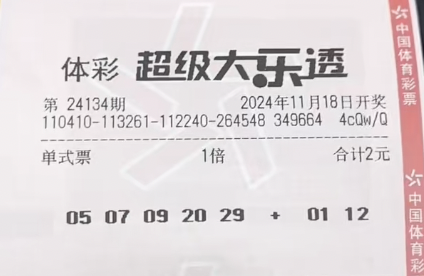 体彩 超级大乐透
第 24134期 2024年11月18日开奖
110410-113261-112240-264548 349664 4cQw/Q
单式票 1倍 合计2元
05 07 09 20 29 + 01 12
中国体育彩票
中国体育彩